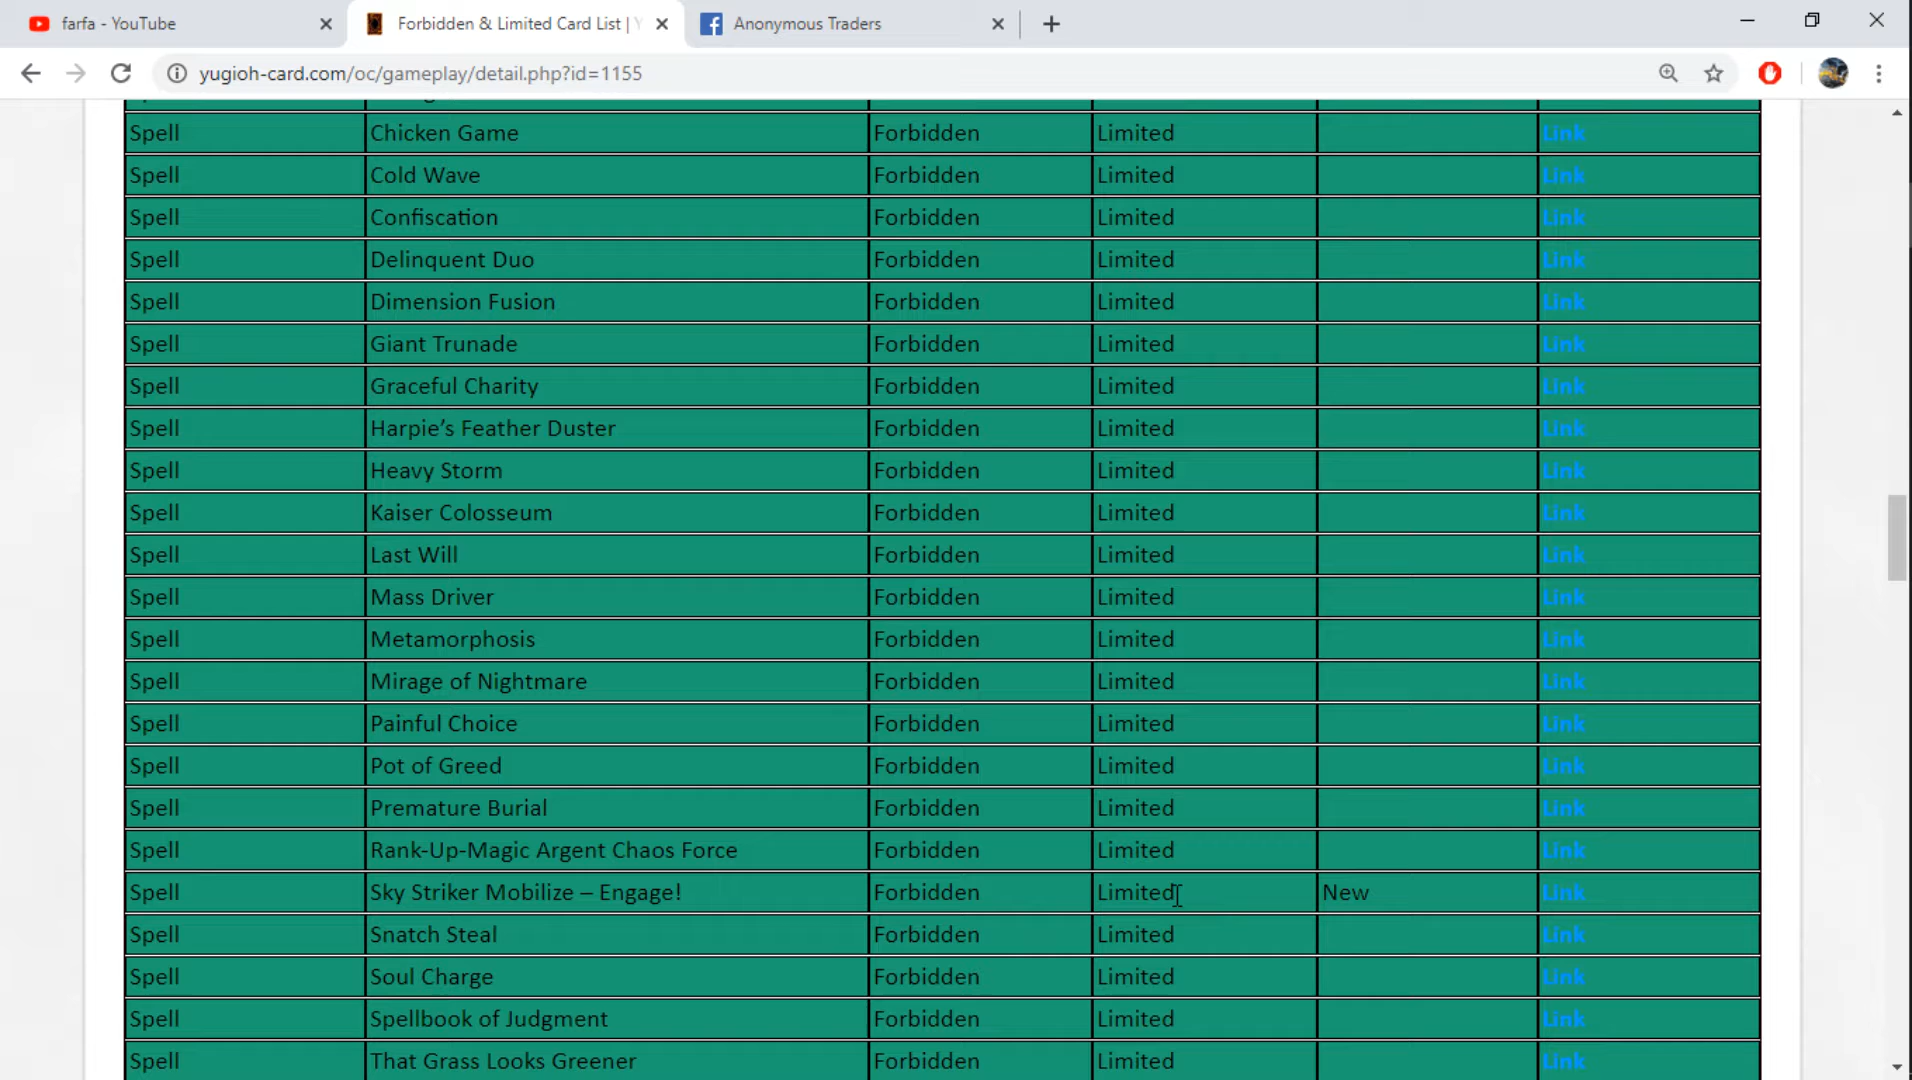 farfa - YouTube
Forbidden & Limited Card List | Y
Anonymous Traders
yugioh-card.com/oc/gameplay/detail.php?id=1155
Spell Chicken Game Forbidden Limited Link
Spell Cold Wave Forbidden Limited Link
Spell Confiscation Forbidden Limited Link
Spell Delinquent Duo Forbidden Limited Link
Spell Dimension Fusion Forbidden Limited Link
Spell Giant Trunade Forbidden Limited Link
Spell Graceful Charity Forbidden Limited Link
Spell Harpie’s Feather Duster Forbidden Limited Link
Spell Heavy Storm Forbidden Limited Link
Spell Kaiser Colosseum Forbidden Limited Link
Spell Last Will Forbidden Limited Link
Spell Mass Driver Forbidden Limited Link
Spell Metamorphosis Forbidden Limited Link
Spell Mirage of Nightmare Forbidden Limited Link
Spell Painful Choice Forbidden Limited Link
Spell Pot of Greed Forbidden Limited Link
Spell Premature Burial Forbidden Limited Link
Spell Rank-Up-Magic Argent Chaos Force Forbidden Limited Link
Spell Sky Striker Mobilize – Engage! Forbidden Limited New Link
Spell Snatch Steal Forbidden Limited Link
Spell Soul Charge Forbidden Limited Link
Spell Spellbook of Judgment Forbidden Limited Link
Spell That Grass Looks Greener Forbidden Limited Link